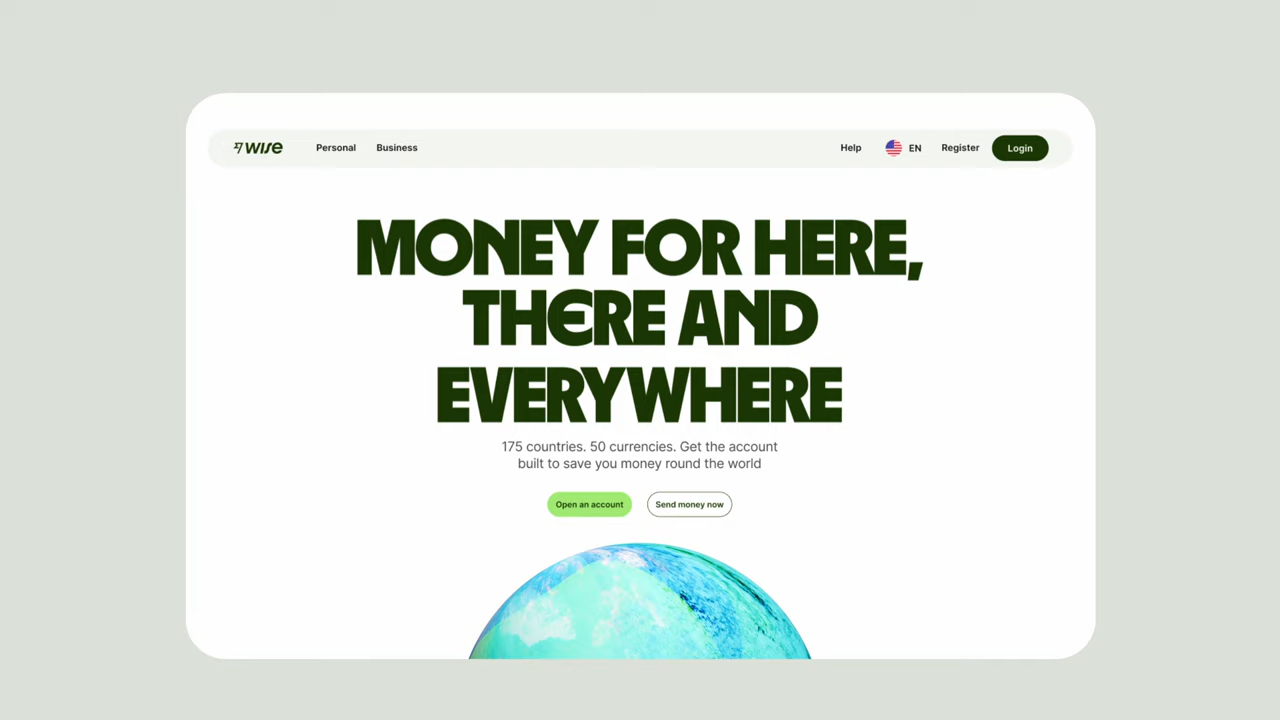 wise Personal Business Help EN Register Login
MONEY FOR HERE,
THERE AND
EVERYWHERE
175 countries. 50 currencies. Get the account
built to save you money round the world
Open an account Send money now